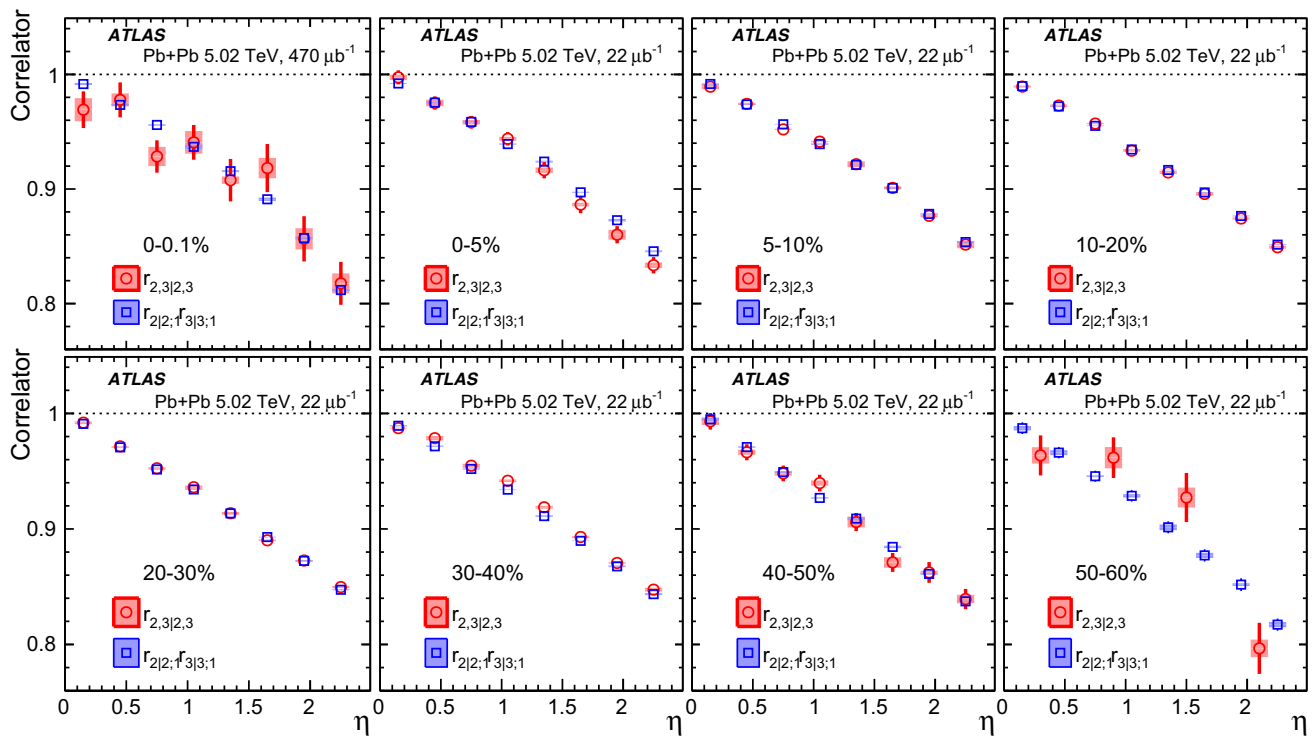 Correlator
ATLAS
Pb+Pb 5.02 TeV, 470 μb⁻¹
1
0.9
0.8
0-0.1%
r₂,₃|₂,₃
r₂|₂;₁r₃|₃;₁
ATLAS
Pb+Pb 5.02 TeV, 22 μb⁻¹
0-5%
r₂,₃|₂,₃
r₂|₂;₁r₃|₃;₁
ATLAS
Pb+Pb 5.02 TeV, 22 μb⁻¹
5-10%
r₂,₃|₂,₃
r₂|₂;₁r₃|₃;₁
ATLAS
Pb+Pb 5.02 TeV, 22 μb⁻¹
10-20%
r₂,₃|₂,₃
r₂|₂;₁r₃|₃;₁
Correlator
ATLAS
Pb+Pb 5.02 TeV, 22 μb⁻¹
1
0.9
0.8
20-30%
r₂,₃|₂,₃
r₂|₂;₁r₃|₃;₁
0 0.5 1 1.5 2 η
ATLAS
Pb+Pb 5.02 TeV, 22 μb⁻¹
30-40%
r₂,₃|₂,₃
r₂|₂;₁r₃|₃;₁
0 0.5 1 1.5 2 η
ATLAS
Pb+Pb 5.02 TeV, 22 μb⁻¹
40-50%
r₂,₃|₂,₃
r₂|₂;₁r₃|₃;₁
0 0.5 1 1.5 2 η
ATLAS
Pb+Pb 5.02 TeV, 22 μb⁻¹
50-60%
r₂,₃|₂,₃
r₂|₂;₁r₃|₃;₁
0 0.5 1 1.5 2 η